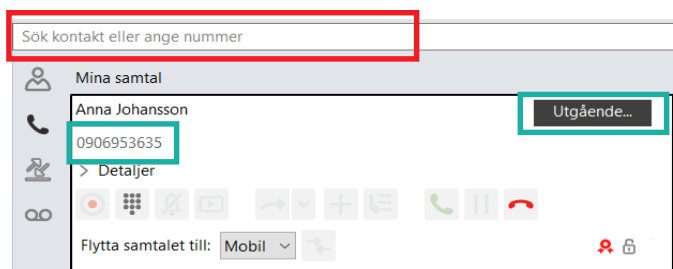 Sök kontakt eller ange nummer
Mina samtal
Anna Johansson
Utgående...
0906953635
> Detaljer
Flytta samtalet till: Mobil